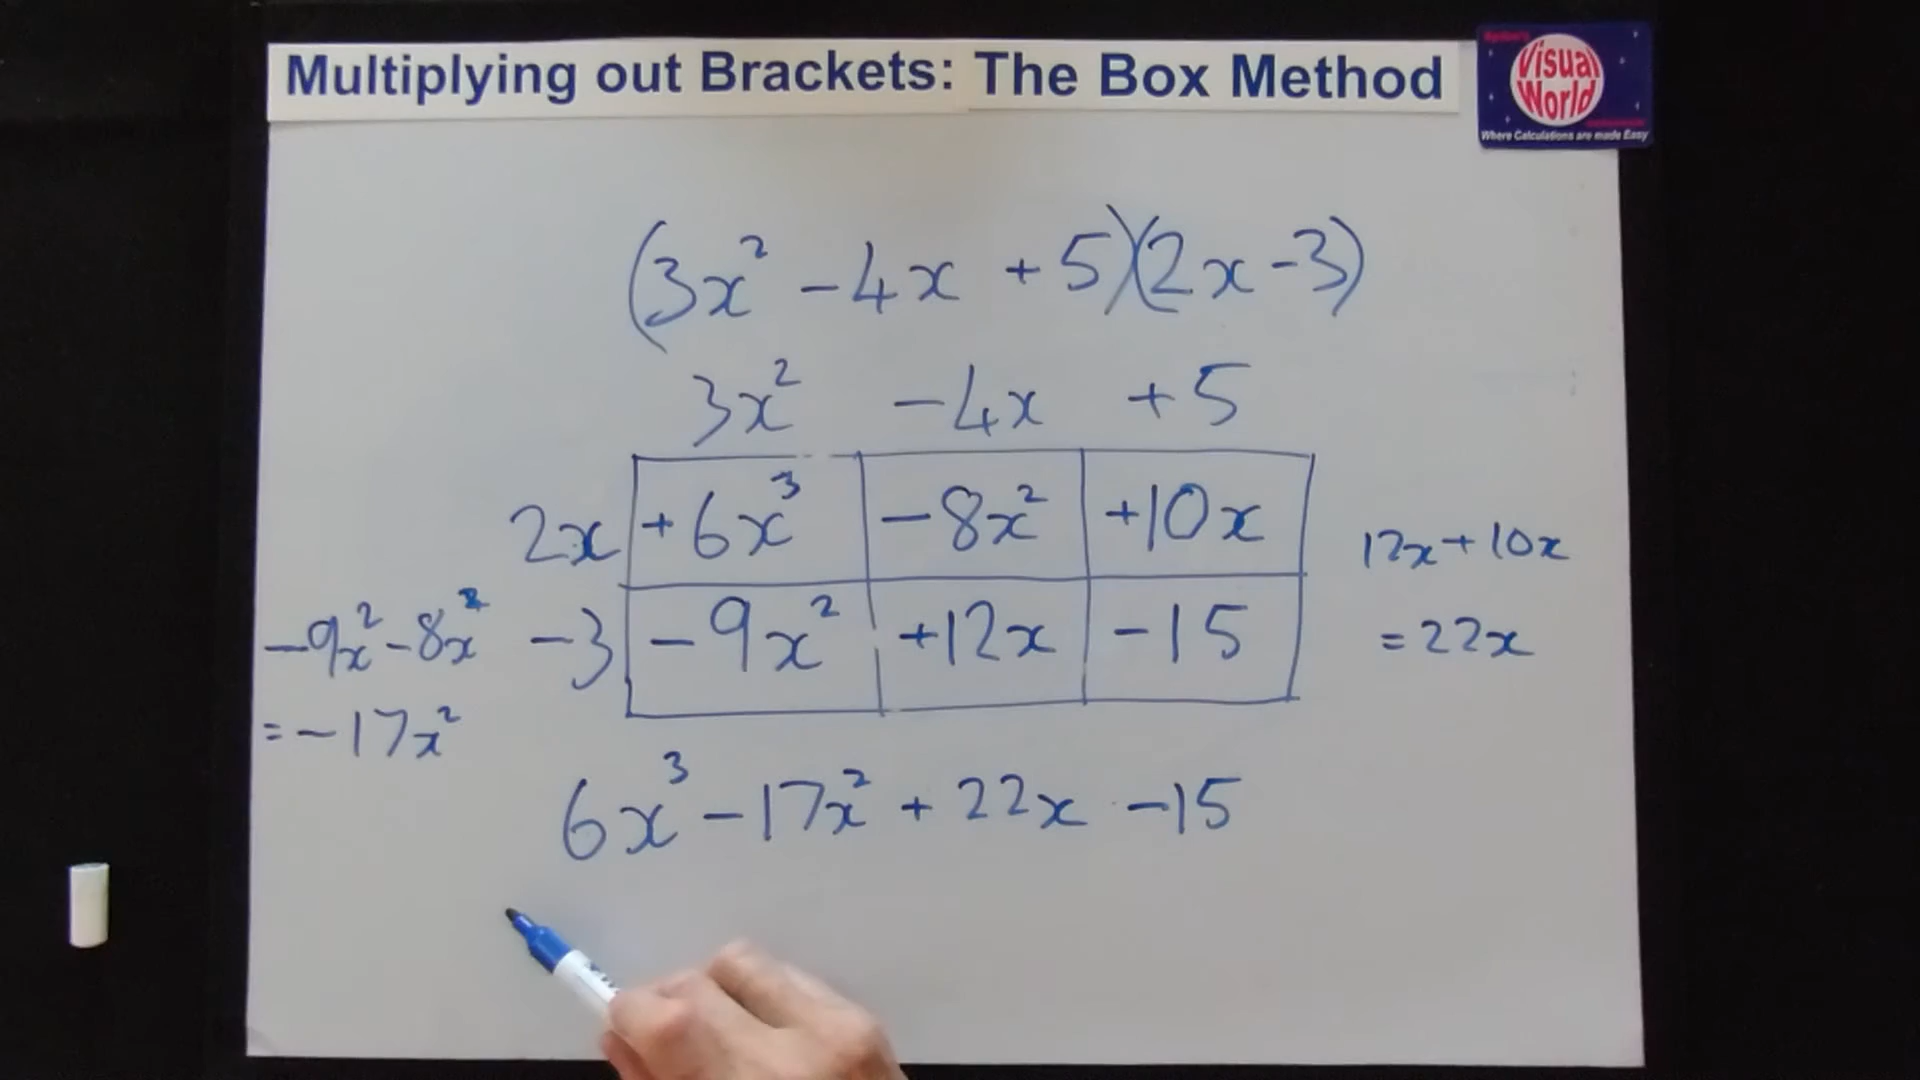 Multiplying out Brackets: The Box Method
Visual
World
Where Calculations are made Easy
(3x² - 4x + 5)(2x - 3)
3x² - 4x + 5
2x + 6x³ - 8x² + 10x
12x + 10x
-3 - 9x² + 12x - 15
-9x² - 8x²
= 22x
= -17x²
6x³ - 17x² + 22x - 15